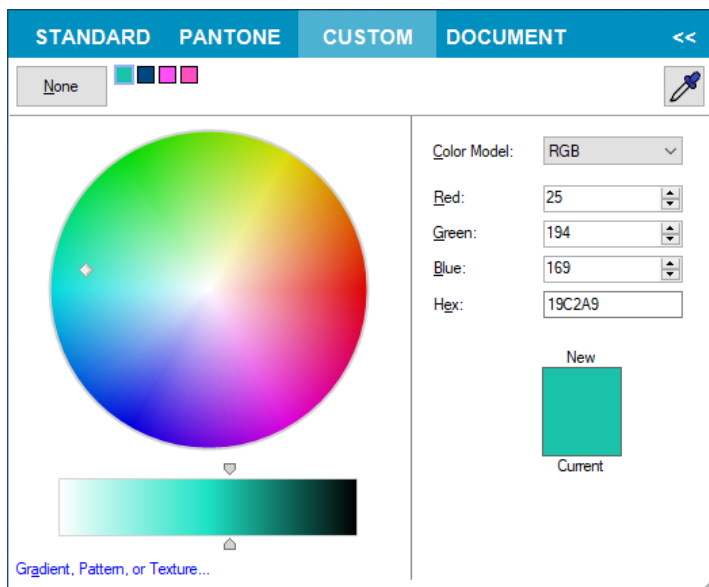 STANDARD PANTONE CUSTOM DOCUMENT <<
None
Color Model: RGB
Red: 25
Green: 194
Blue: 169
Hex: 19C2A9
New
Current
Gradient, Pattern, or Texture...